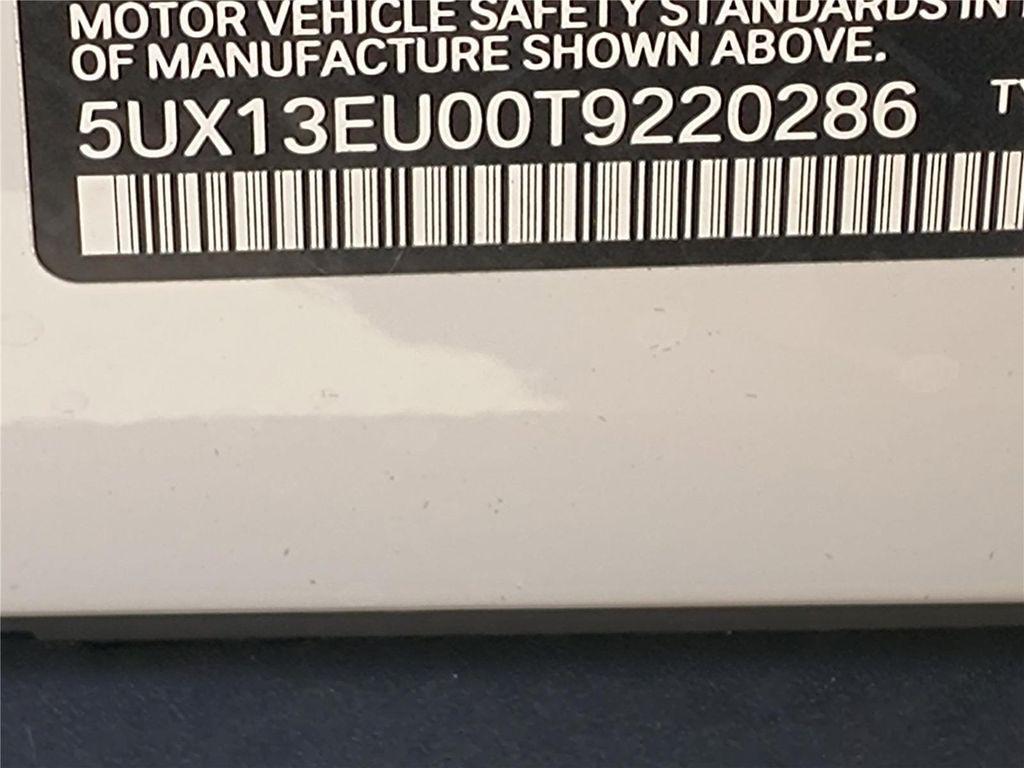 MOTOR VEHICLE SAFETY STANDARDS IN
OF MANUFACTURE SHOWN ABOVE.
5UX13EU00T9220286